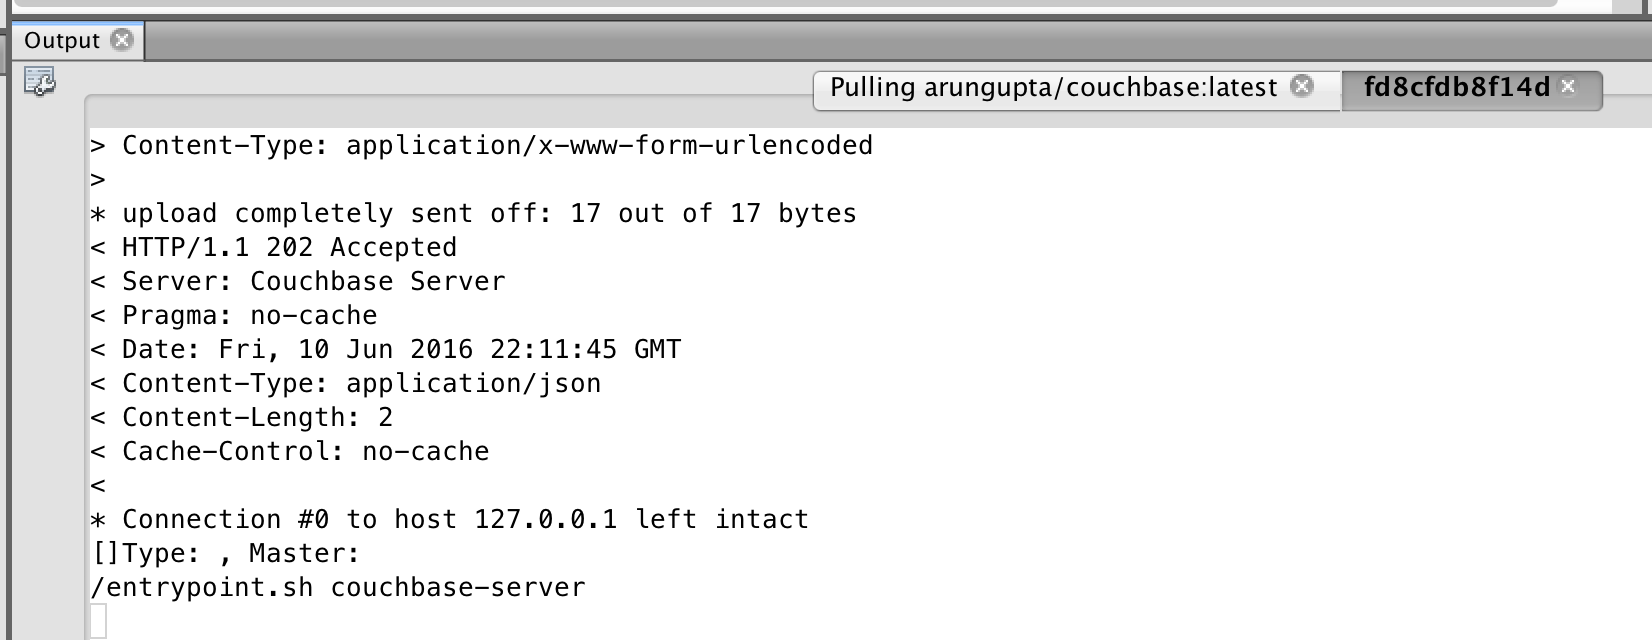 Output
Pulling arungupta/couchbase:latest
fd8cfdb8f14d
> Content-Type: application/x-www-form-urlencoded
>
* upload completely sent off: 17 out of 17 bytes
< HTTP/1.1 202 Accepted
< Server: Couchbase Server
< Pragma: no-cache
< Date: Fri, 10 Jun 2016 22:11:45 GMT
< Content-Type: application/json
< Content-Length: 2
< Cache-Control: no-cache
<
* Connection #0 to host 127.0.0.1 left intact
[]Type: , Master:
/entrypoint.sh couchbase-server